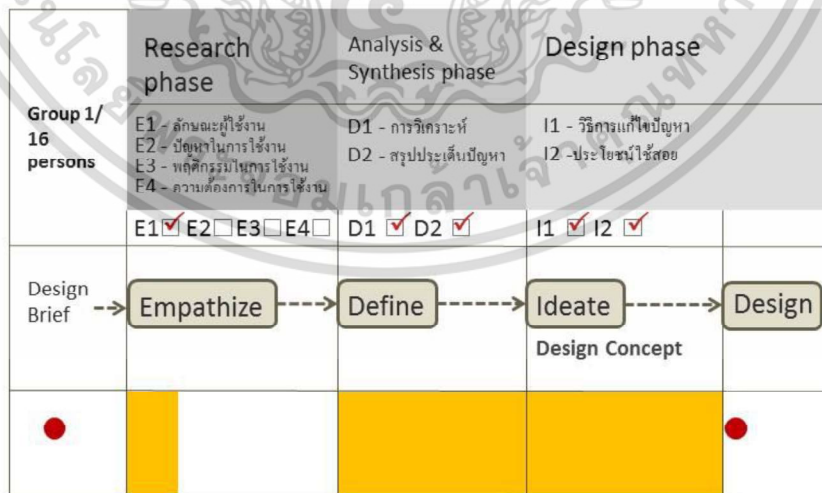 Research
phase
Analysis &
Synthesis phase
Design phase
Group 1/
16
persons
E1 - ลักษณะผู้ใช้งาน
E2 - ปัญหาในการใช้งาน
E3 - พฤติกรรมในการใช้งาน
E4 - ความต้องการในการใช้งาน
D1 - การวิเคราะห์
D2 - สรุปประเด็นปัญหา
I1 - วิธีการแก้ไขปัญหา
I2 -ประโยชน์ใช้สอย
E1 E2 E3 E4
D1 D2
I1 I2
Design
Brief
Empathize
Define
Ideate
Design
Design Concept